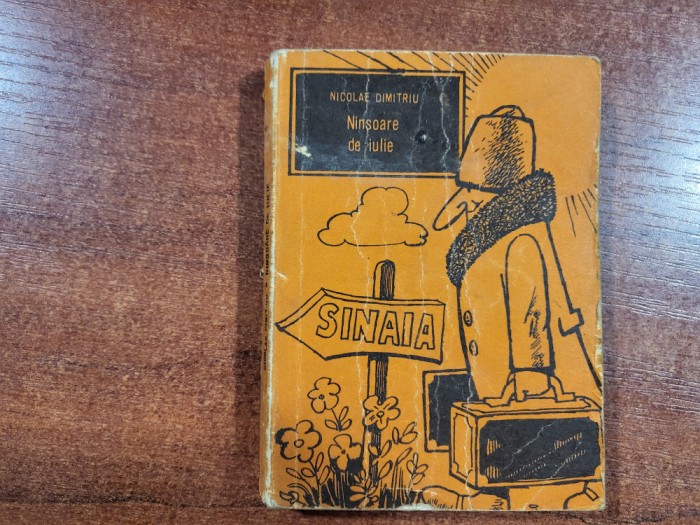 NICOLAE DIMITRIU
Ninsoare
de iulie
SINAIA